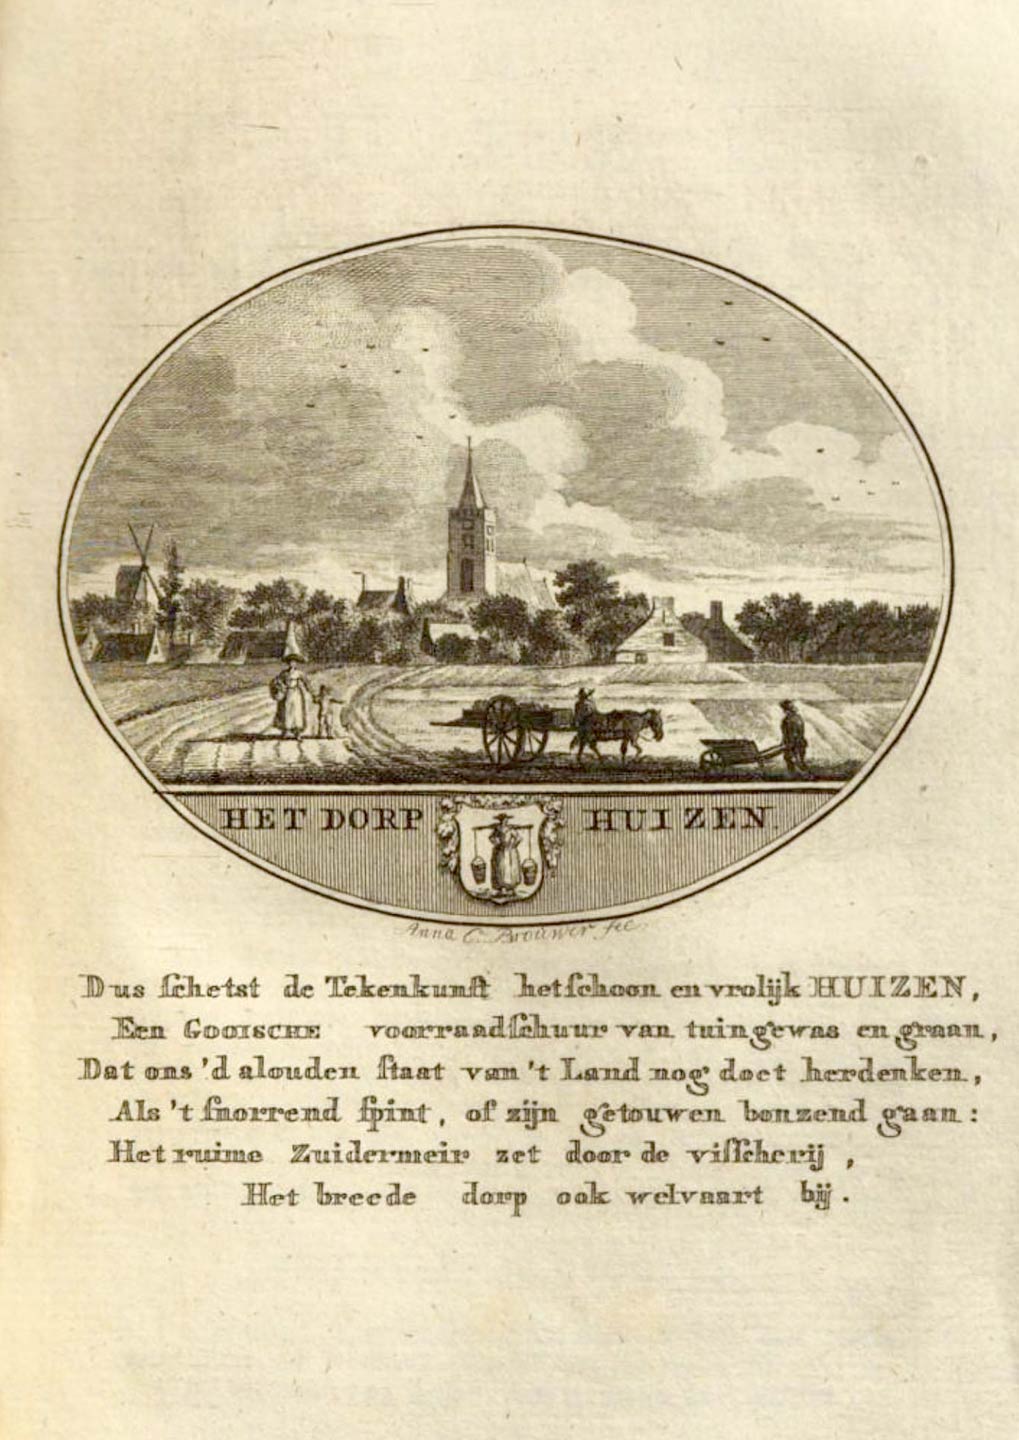 HET DORP HUIZEN.
Anna C. Brouwer fec.
Dus ſchetst de Tekenkunſt het ſchoon en vrolijk HUIZEN,
Een GOOISCHE voorraadſchuur van tuingewas en graan,
Dat ons 'd alouden ſtaat van 't Land nog doet herdenken,
Als 't ſnorrend ſpint, of zijn getouwen bonzend gaan:
Het ruime Zuidermeir zet door de viſſcherij,
Het breede dorp ook welvaart bij.